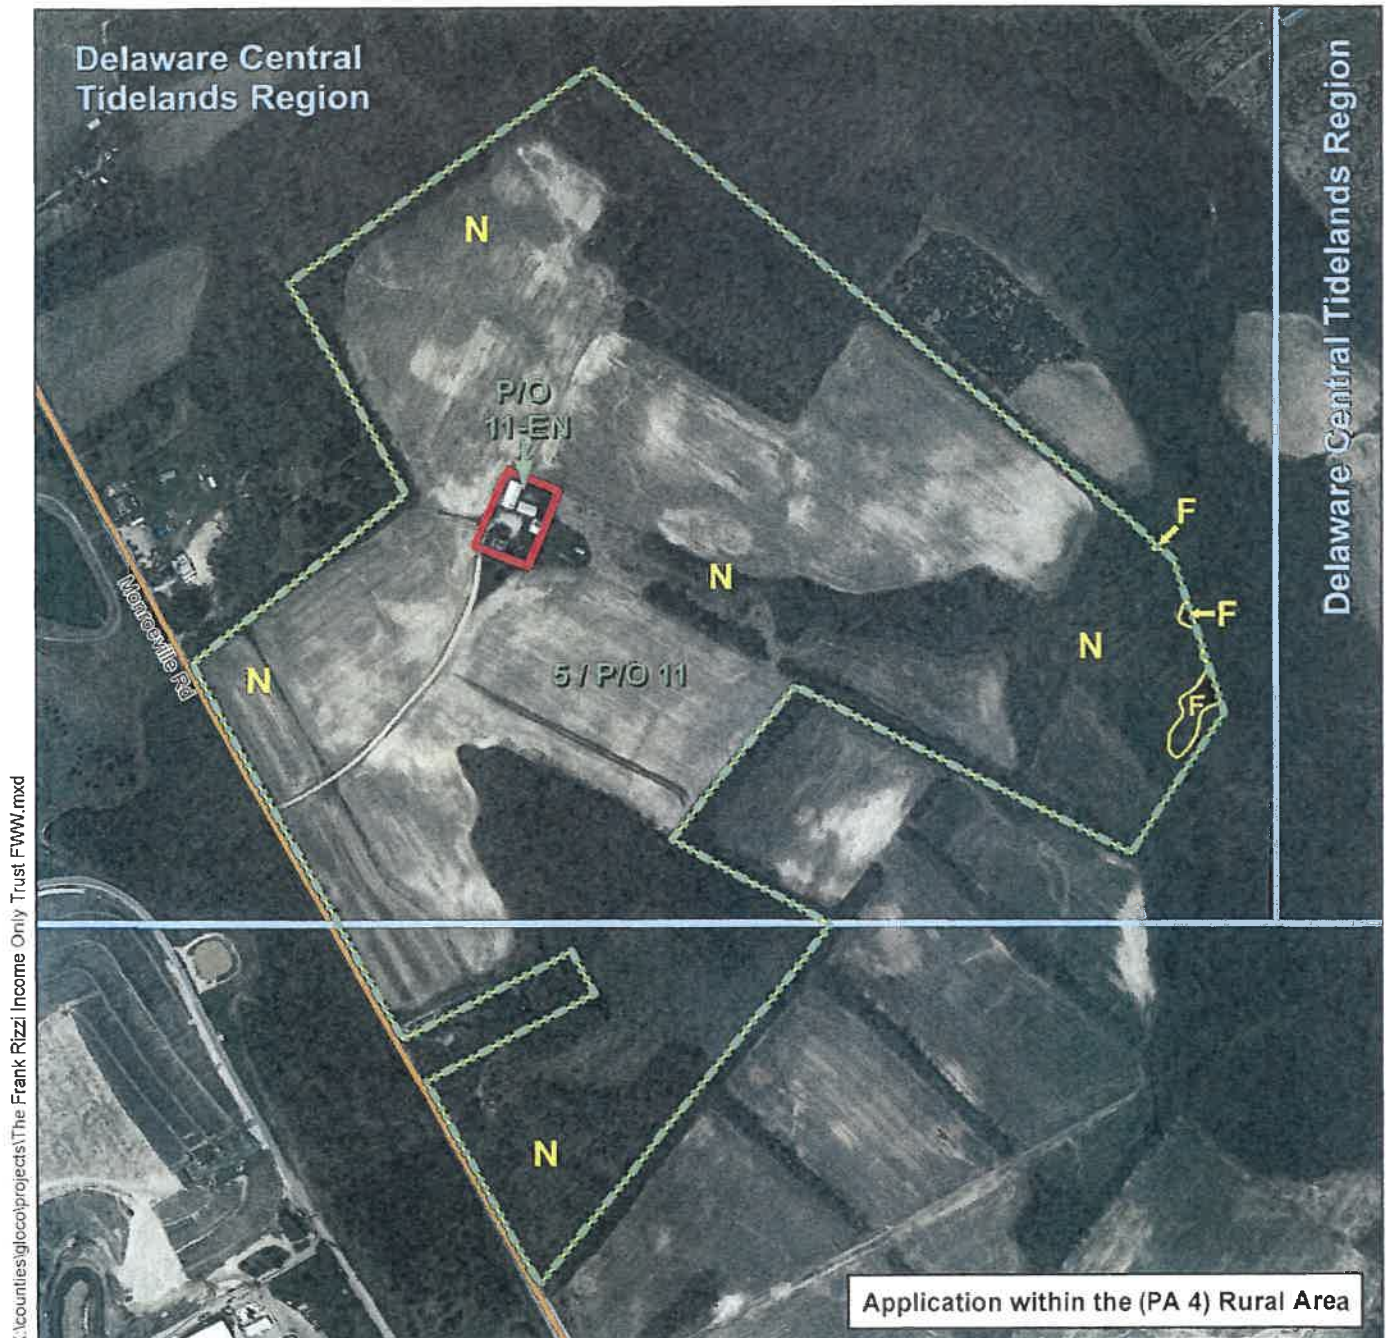 Delaware Central
Tidelands Region
Delaware Central Tidelands Region
N
P/O
11-EN
F
N
F
N
Monroeville Rd
N
5 / P/O 11
F
N
X:\counties\gloco\projects\The Frank Rizzi Income Only Trust FWW.mxd
Application within the (PA 4) Rural Area